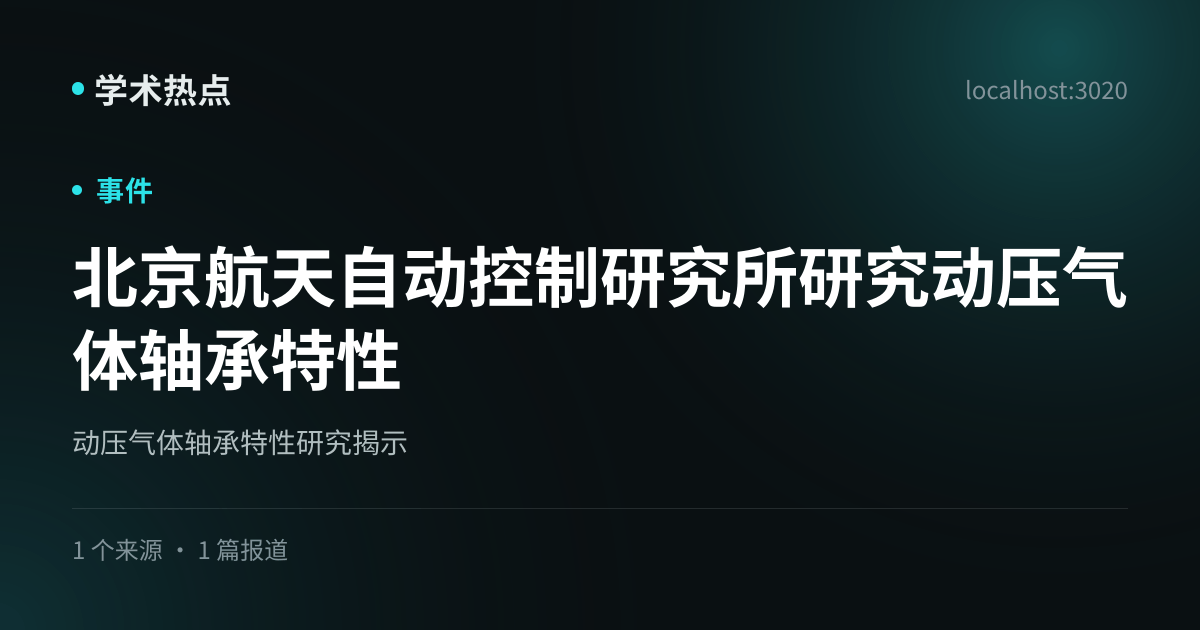 学术热点
localhost:3020
事件
北京航天自动控制研究所研究动压气
体轴承特性
动压气体轴承特性研究揭示
1 个来源 · 1 篇报道